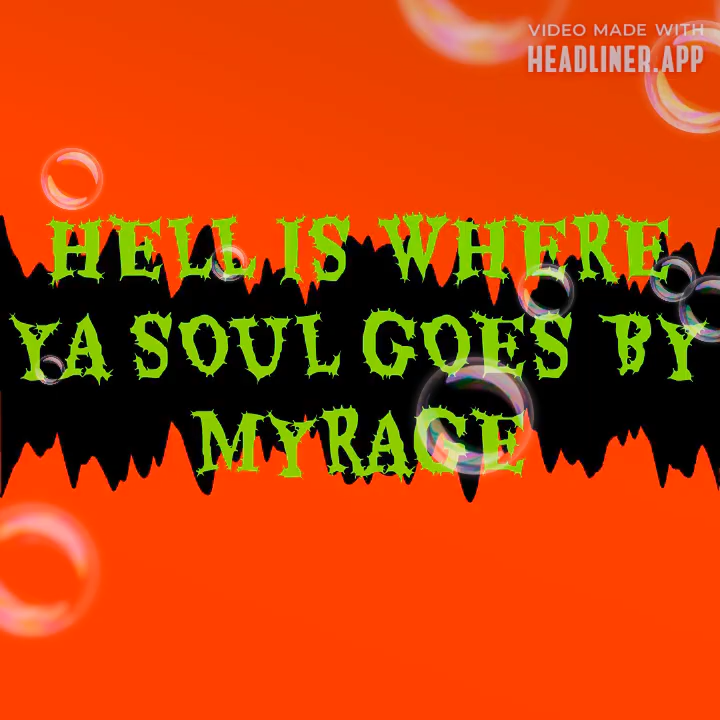 VIDEO MADE WITH
HEADLINER.APP
HELL IS WHERE
YA SOUL GOES BY
MYRAGE